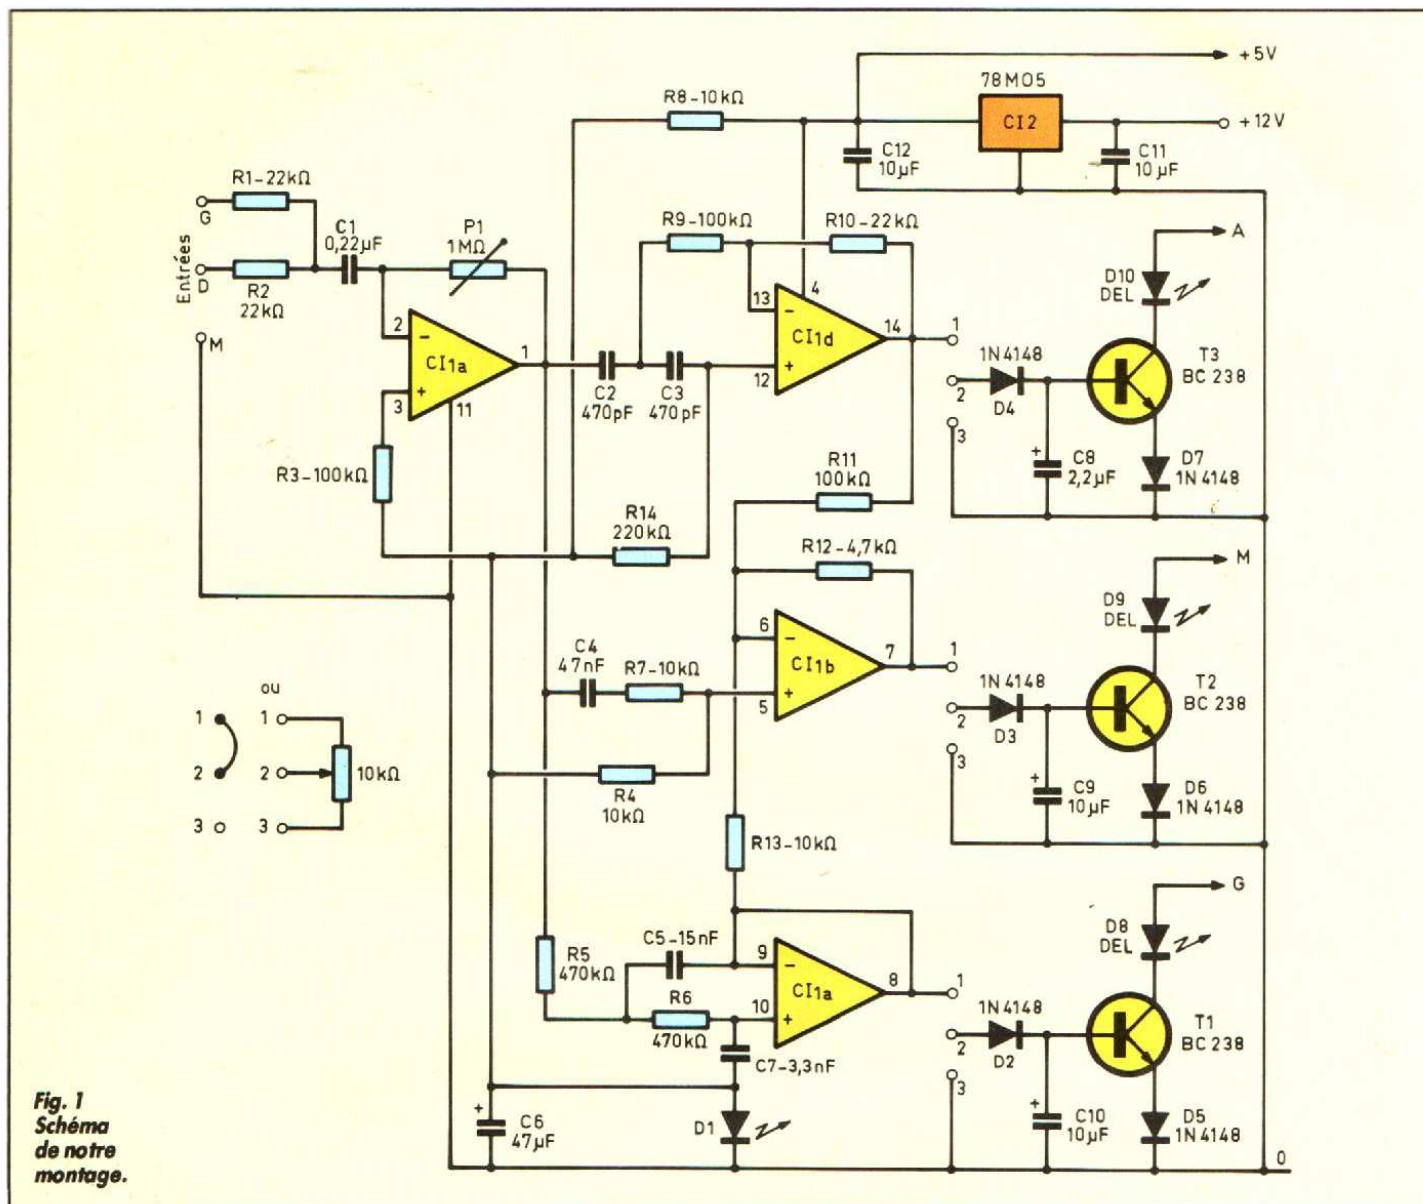 +5V
78M05
R8-10kΩ
CI2
+12V
C12
10µF
C11
10µF
R1-22kΩ
G
C1
0,22µF
P1
1MΩ
R9-100kΩ
R10-22kΩ
A
Entrées
D
R2
22kΩ
D10
DEL
M
2
-
CI1a
1
+
3
11
13
-
4
CI1d
14
+
12
1
1N4148
2
D4
3
T3
BC 238
C2
470pF
C3
470pF
R3-100kΩ
R11
100kΩ
+
C8
2,2µF
D7
1N4148
R14
220kΩ
R12-4,7kΩ
M
D9
DEL
6
-
CI1b
7
+
5
1
1N4148
2
D3
3
T2
BC 238
C4
47nF
R7-10kΩ
ou
1
1
2
2
10kΩ
3
3
R4
10kΩ
+
C9
10µF
D6
1N4148
R13-10kΩ
G
D8
DEL
R5
470kΩ
C5-15nF
9
-
CI1a
8
+
10
R6
470kΩ
1
1N4148
2
D2
3
T1
BC 238
C7-3,3nF
+
C6
47µF
D1
+
C10
10µF
D5
1N4148
0
Fig. 1
Schéma
de notre
montage.